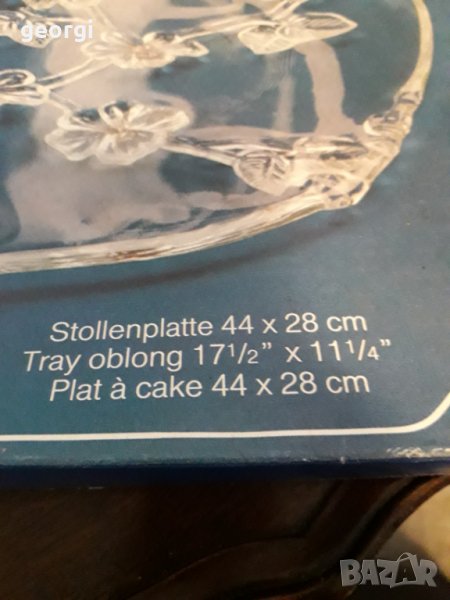 georgi
Stollenplatte 44 x 28 cm
Tray oblong 17 1/2" x 11 1/4"
Plat à cake 44 x 28 cm
BAZAR